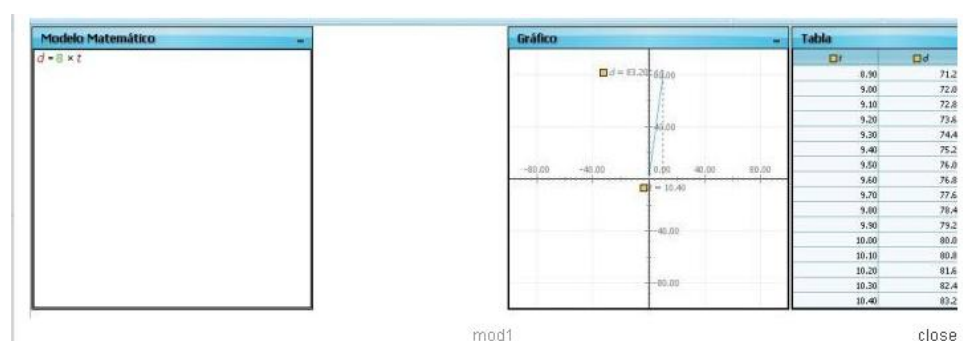 Modelo Matemático
d = 8 × t
Gráfico
d = 83.20
80.00
40.00
-80.00 -40.00 0.00 40.00 80.00
t = 10.40
-40.00
-80.00
Tabla
t d
8.90 71.2
9.00 72.0
9.10 72.8
9.20 73.6
9.30 74.4
9.40 75.2
9.50 76.0
9.60 76.8
9.70 77.6
9.80 78.4
9.90 79.2
10.00 80.0
10.10 80.8
10.20 81.6
10.30 82.4
10.40 83.2
mod1
close